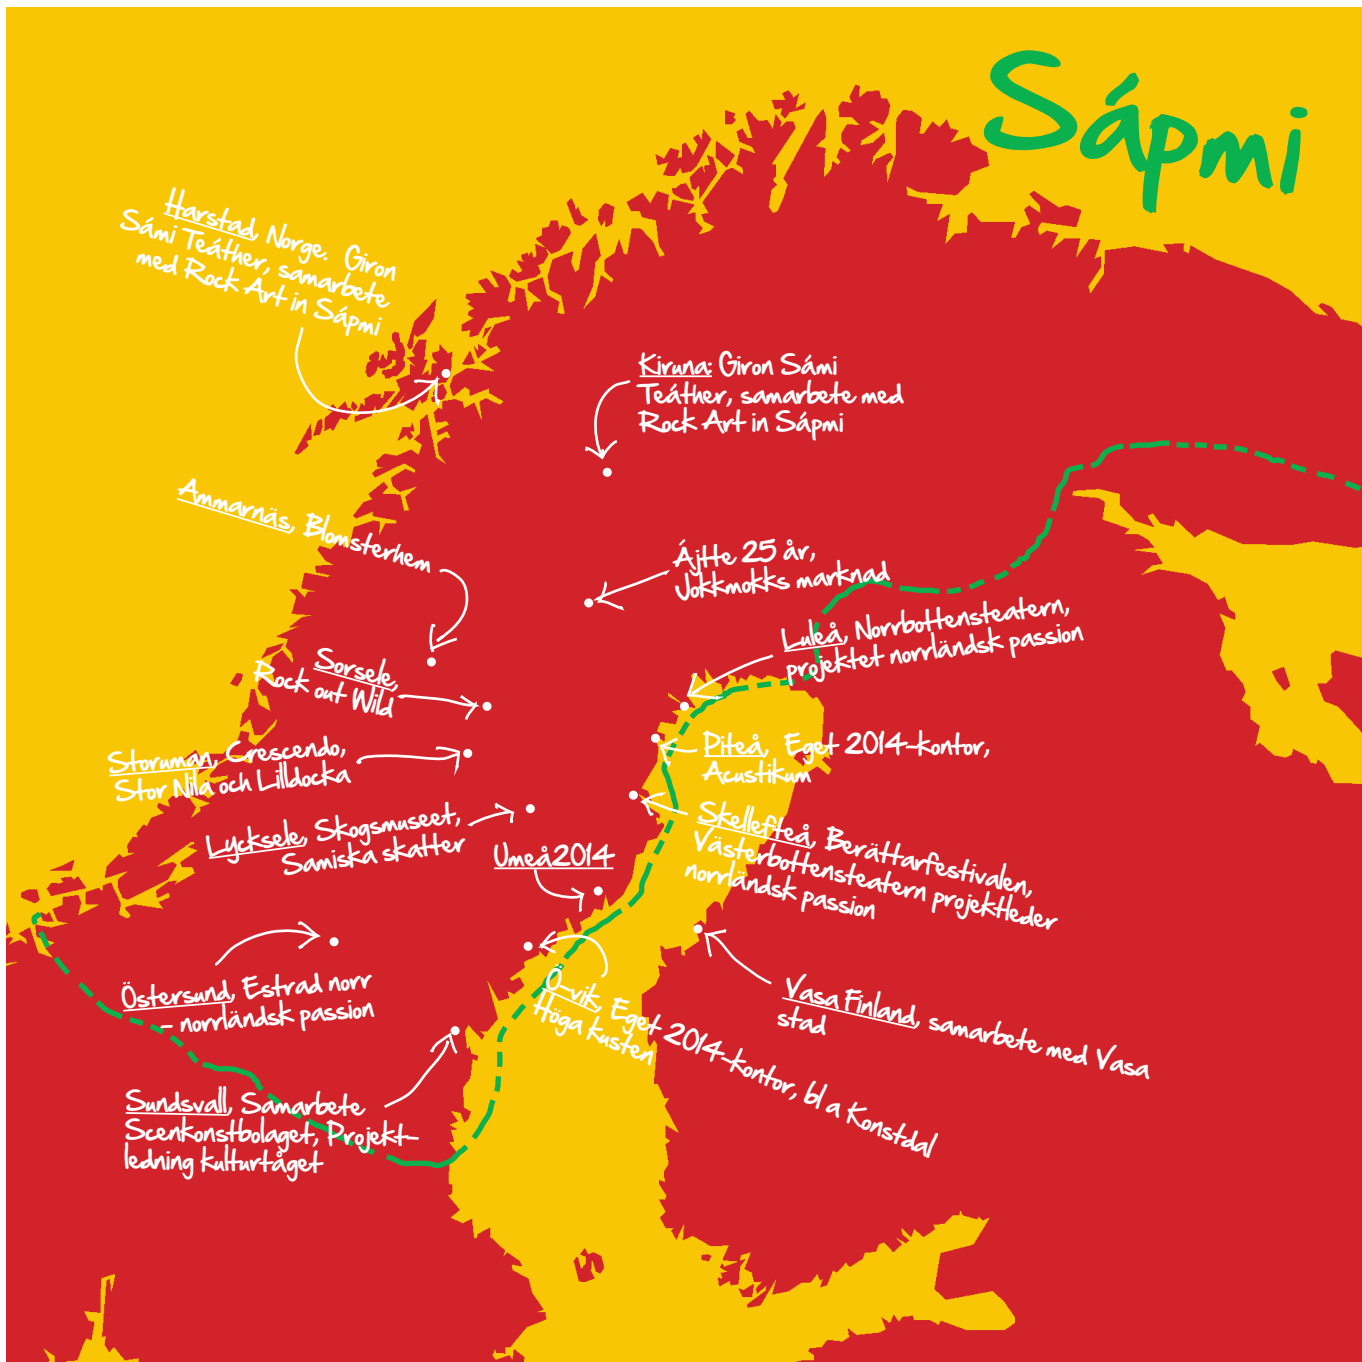 Sápmi
Harstad, Norge. Giron
Sámi Teáther, samarbete
med Rock Art in Sápmi
Kiruna: Giron Sámi
Teáther, samarbete med
Rock Art in Sápmi
Ammarnäs, Blomsterhem
Ájtte 25 år,
Jokkmokks marknad
Luleå, Norrbottensteatern,
projektet norrländsk passion
Sorsele,
Rock out Wild
Storuman, Crescendo,
Stor Nila och Lilldocka
Piteå, Eget 2014-kontor,
Acustikum
Lycksele, Skogsmuseet,
Samiska skatter
Skellefteå, Berättarfestivalen,
Västerbottensteatern projektleder
norrländsk passion
Umeå2014
Östersund, Estrad norr
- norrländsk passion
Ö-vik, Eget 2014-kontor, bl a Konstdal
Höga kusten
Vasa Finland, samarbete med Vasa
stad
Sundsvall, Samarbete
Scenkonstbolaget, Projekt-
ledning kulturtåget